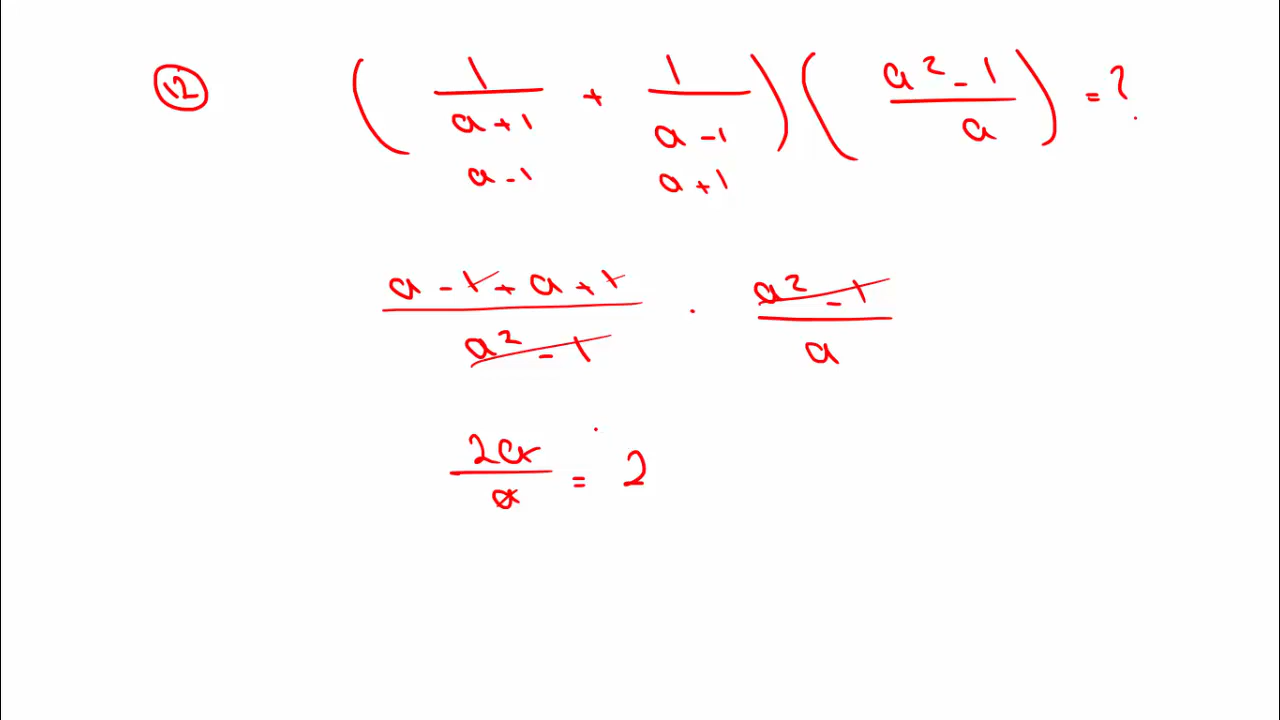 ⑫ ( 1/(a+1) + 1/(a-1) ) ( (a² - 1)/a ) = ?
a-1 a+1
(a - 1 + a + 1)/(a² - 1) · (a² - 1)/a
2a/a = 2